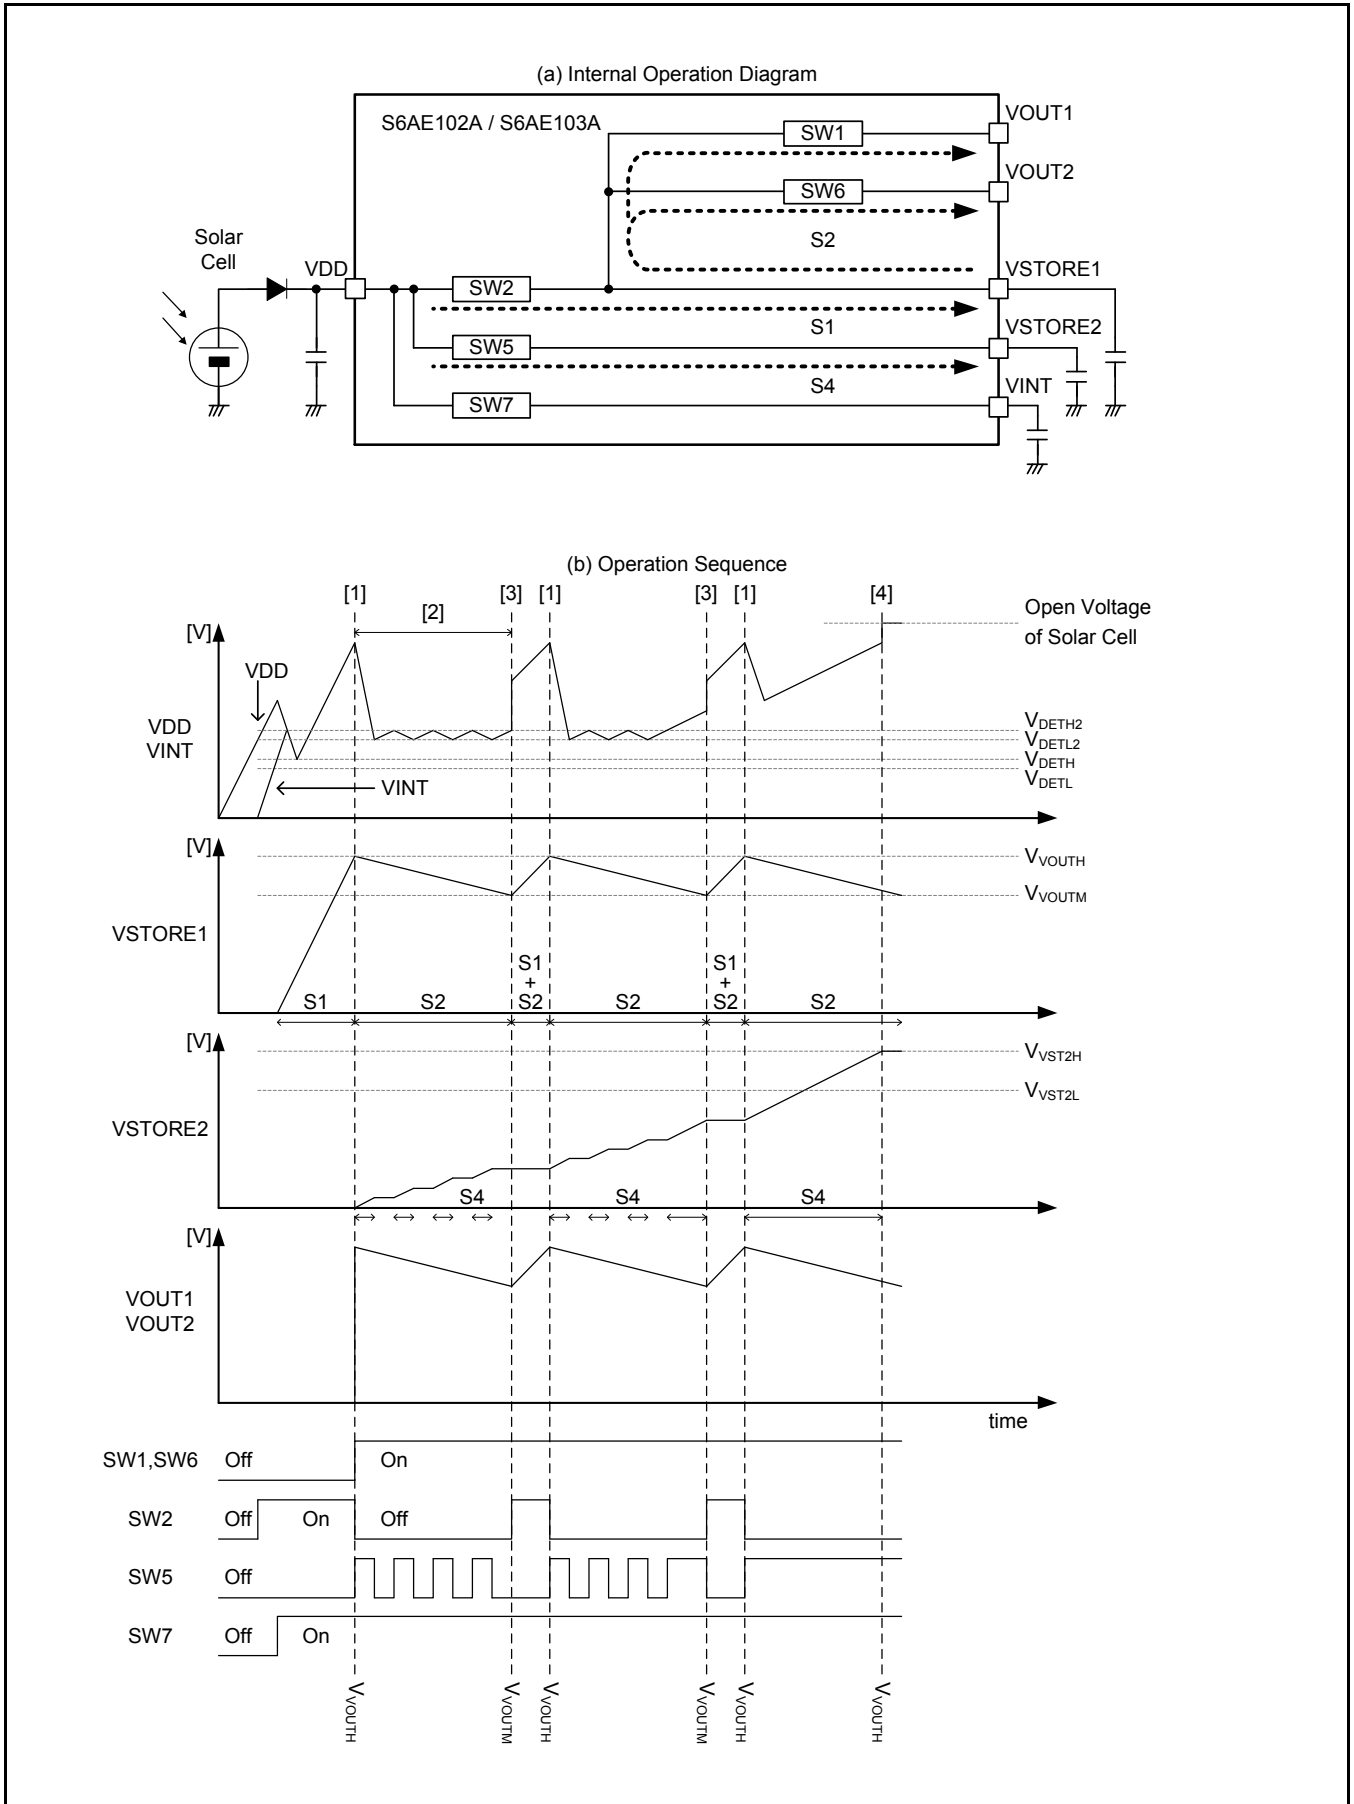 (a) Internal Operation Diagram
S6AE102A / S6AE103A
VOUT1
SW1
VOUT2
SW6
S2
Solar
Cell
VDD
VSTORE1
SW2
S1
VSTORE2
SW5
S4
VINT
SW7
(b) Operation Sequence
[1] [2] [3] [1] [3] [1] [4]
Open Voltage
of Solar Cell
[V]
VDD
VDD
VINT
VINT
VDETH2
VDETL2
VDETH
VDETL
[V]
VVOUTH
VVOUTM
VSTORE1
S1 S2 S1 + S2 S2 S1 + S2 S2
[V]
VVST2H
VVST2L
VSTORE2
S4 S4 S4
[V]
VOUT1
VOUT2
time
SW1,SW6 Off On
SW2 Off On Off
SW5 Off
SW7 Off On
VVOUTH VVOUTM VVOUTH VVOUTM VVOUTH VVOUTH